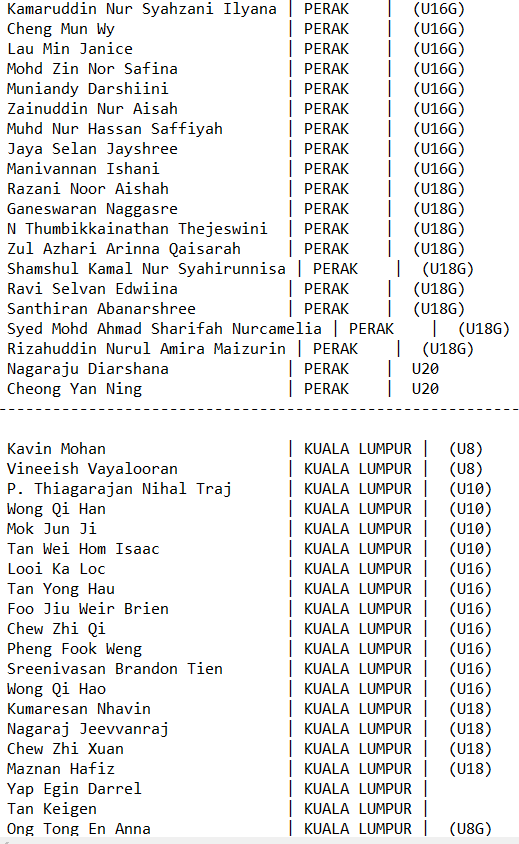 Kamaruddin Nur Syahzani Ilyana | PERAK | (U16G)
Cheng Mun Wy | PERAK | (U16G)
Lau Min Janice | PERAK | (U16G)
Mohd Zin Nor Safina | PERAK | (U16G)
Muniandy Darshiini | PERAK | (U16G)
Zainuddin Nur Aisah | PERAK | (U16G)
Muhd Nur Hassan Saffiyah | PERAK | (U16G)
Jaya Selan Jayshree | PERAK | (U16G)
Manivannan Ishani | PERAK | (U16G)
Razani Noor Aishah | PERAK | (U18G)
Ganeswaran Naggasre | PERAK | (U18G)
N Thumbikkainathan Thejeswini | PERAK | (U18G)
Zul Azhari Arinna Qaisarah | PERAK | (U18G)
Shamshul Kamal Nur Syahirunnisa | PERAK | (U18G)
Ravi Selvan Edwiina | PERAK | (U18G)
Santhiran Abanarshree | PERAK | (U18G)
Syed Mohd Ahmad Sharifah Nurcamelia | PERAK | (U18G)
Rizahuddin Nurul Amira Maizurin | PERAK | (U18G)
Nagaraju Diarshana | PERAK | U20
Cheong Yan Ning | PERAK | U20
----------------------------------------------------------
Kavin Mohan | KUALA LUMPUR | (U8)
Vineeish Vayalooran | KUALA LUMPUR | (U8)
P. Thiagarajan Nihal Traj | KUALA LUMPUR | (U10)
Wong Qi Han | KUALA LUMPUR | (U10)
Mok Jun Ji | KUALA LUMPUR | (U10)
Tan Wei Hom Isaac | KUALA LUMPUR | (U10)
Looi Ka Loc | KUALA LUMPUR | (U16)
Tan Yong Hau | KUALA LUMPUR | (U16)
Foo Jiu Weir Brien | KUALA LUMPUR | (U16)
Chew Zhi Qi | KUALA LUMPUR | (U16)
Pheng Fook Weng | KUALA LUMPUR | (U16)
Sreenivasan Brandon Tien | KUALA LUMPUR | (U16)
Wong Qi Hao | KUALA LUMPUR | (U16)
Kumaresan Nhavin | KUALA LUMPUR | (U18)
Nagaraj Jeevvanraj | KUALA LUMPUR | (U18)
Chew Zhi Xuan | KUALA LUMPUR | (U18)
Maznan Hafiz | KUALA LUMPUR | (U18)
Yap Egin Darrel | KUALA LUMPUR |
Tan Keigen | KUALA LUMPUR |
Ong Tong En Anna | KUALA LUMPUR | (U8G)